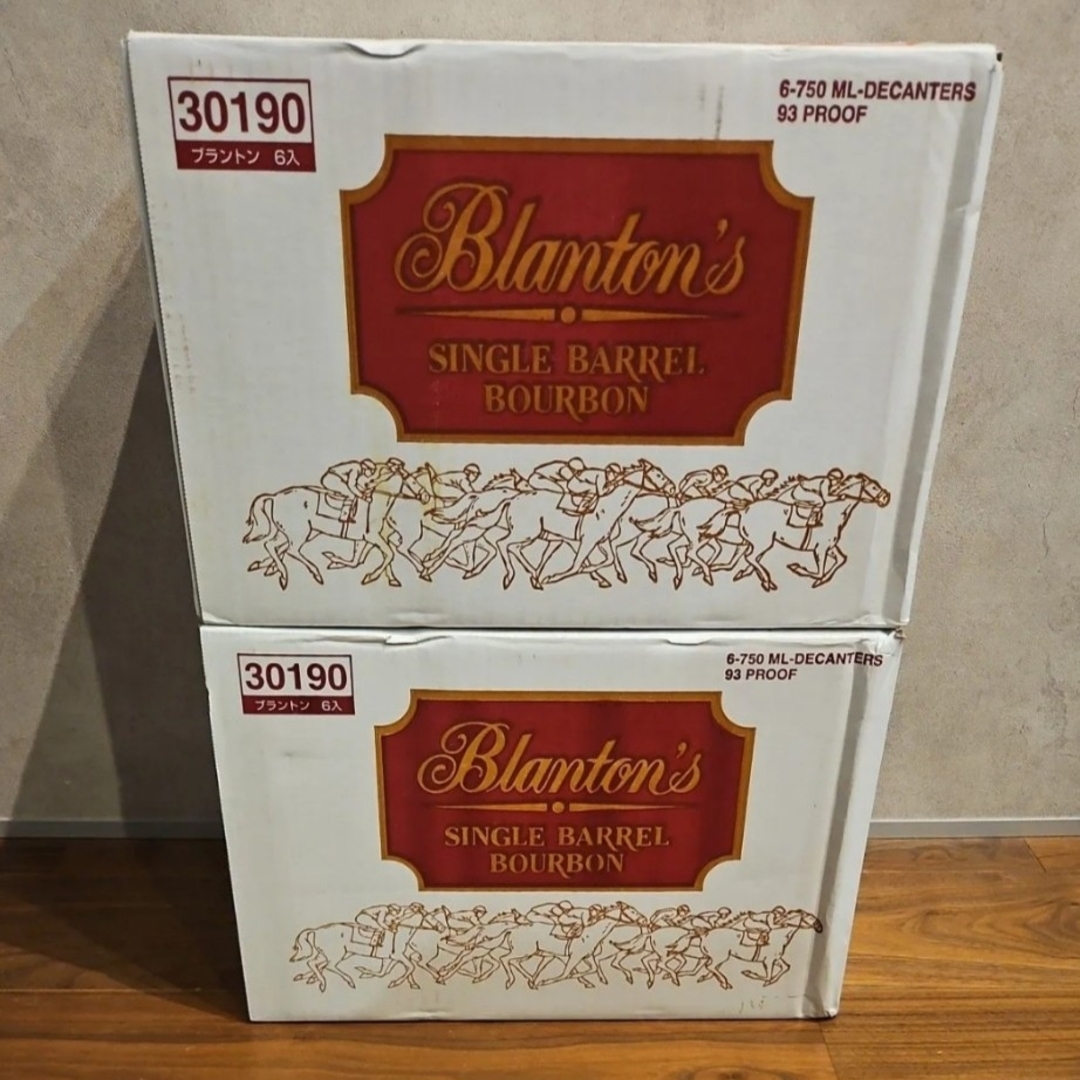 30190
ブラントン 6入
6-750 ML-DECANTERS
93 PROOF
Blanton's
SINGLE BARREL
BOURBON
30190
ブラントン 6入
6-750 ML-DECANTERS
93 PROOF
Blanton's
SINGLE BARREL
BOURBON